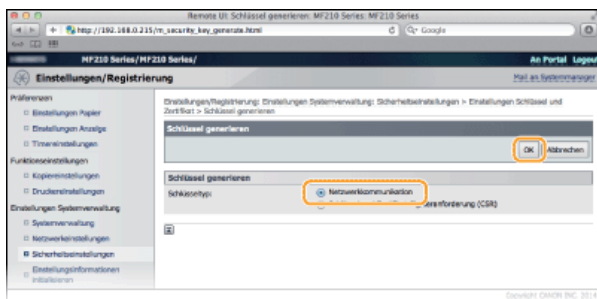 Remote UI: Schlüssel generieren: MF210 Series: MF210 Series
http://192.168.0.215/m_security_key_generate.html
Google
MF210 Series/MF210 Series/
An Portal Logou
Einstellungen/Registrierung
Mail an Systemmanager
Präferenzen
Einstellungen Papier
Einstellungen Anzeige
Timereinstellungen
Funktionseinstellungen
Kopiereinstellungen
Druckereinstellungen
Einstellungen Systemverwaltung
Systemverwaltung
Netzwerkeinstellungen
Sicherheitseinstellungen
Einstellungsinformationen
initialisieren
Einstellungen/Registrierung: Einstellungen Systemverwaltung: Sicherheitseinstellungen > Einstellungen Schlüssel und
Zertifikat > Schlüssel generieren
Schlüssel generieren
OK Abbrechen
Schlüssel generieren
Schlüsseltyp:
Netzwerkkommunikation
(CSR)
Copyright CANON INC. 2014